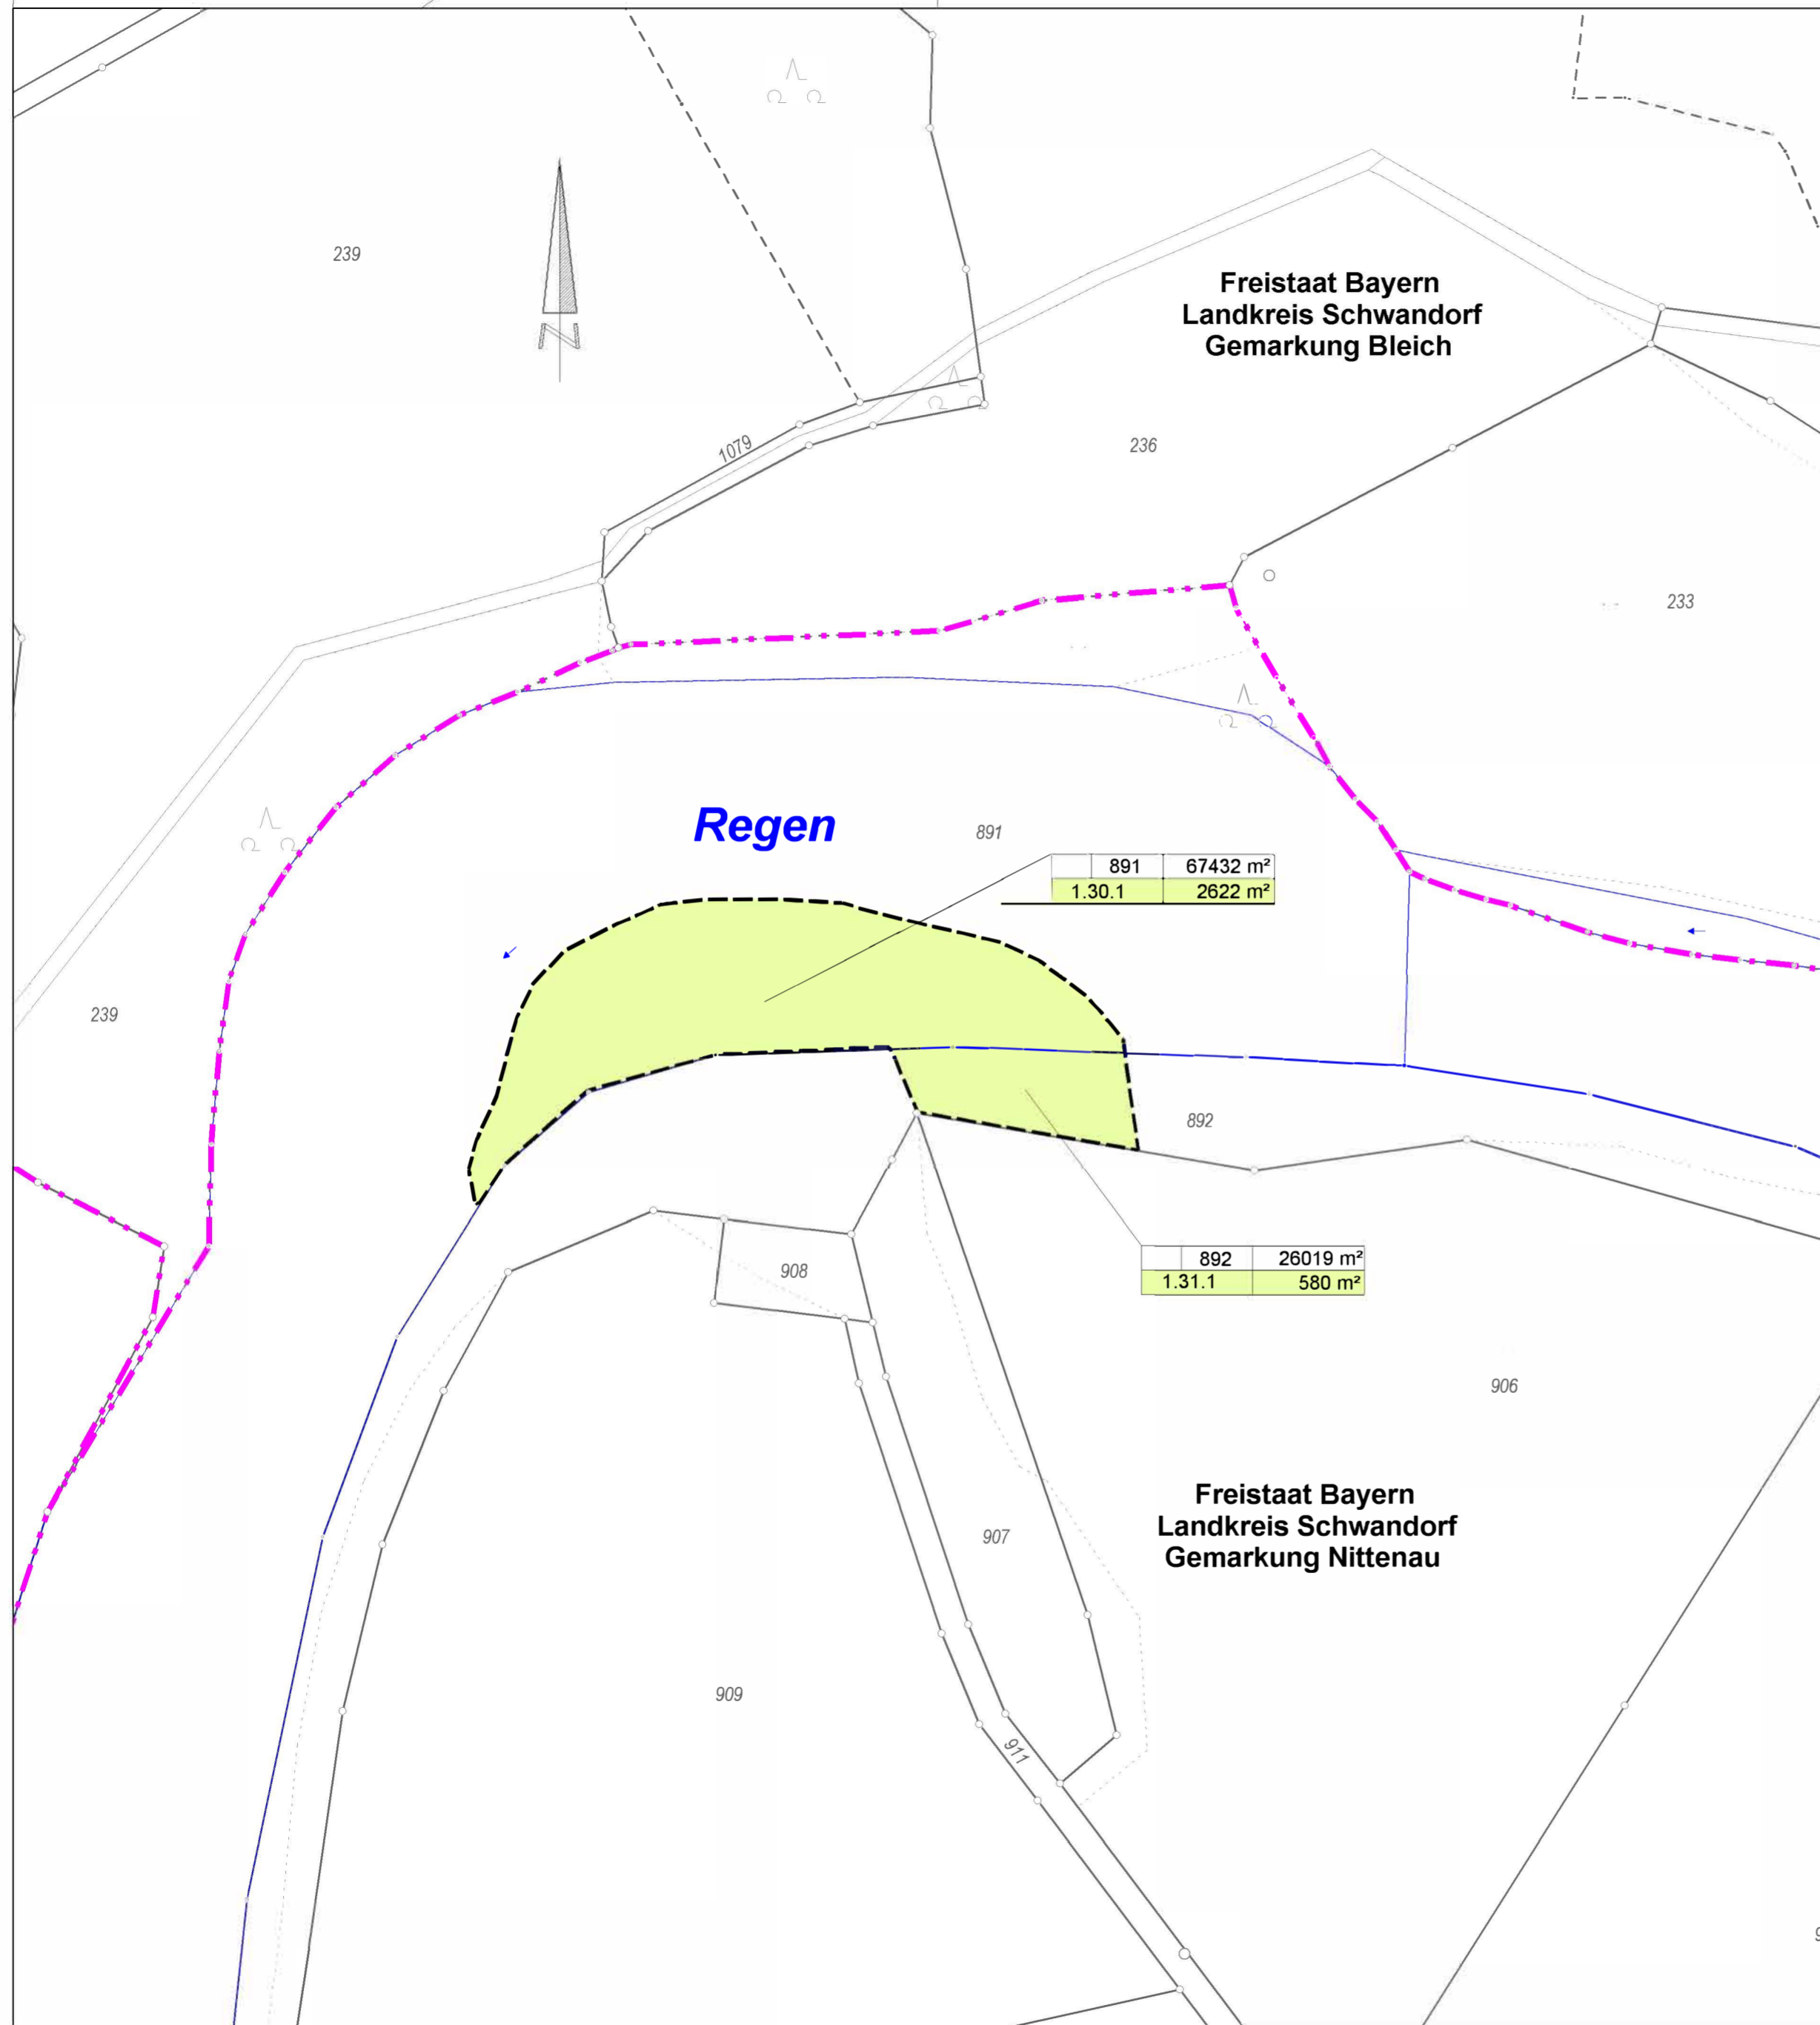 239
N
Freistaat Bayern
Landkreis Schwandorf
Gemarkung Bleich
1079
236
233
Regen
891
891 67432 m²
1.30.1 2622 m²
239
892
892 26019 m²
1.31.1 580 m²
908
906
Freistaat Bayern
Landkreis Schwandorf
Gemarkung Nittenau
907
909
911